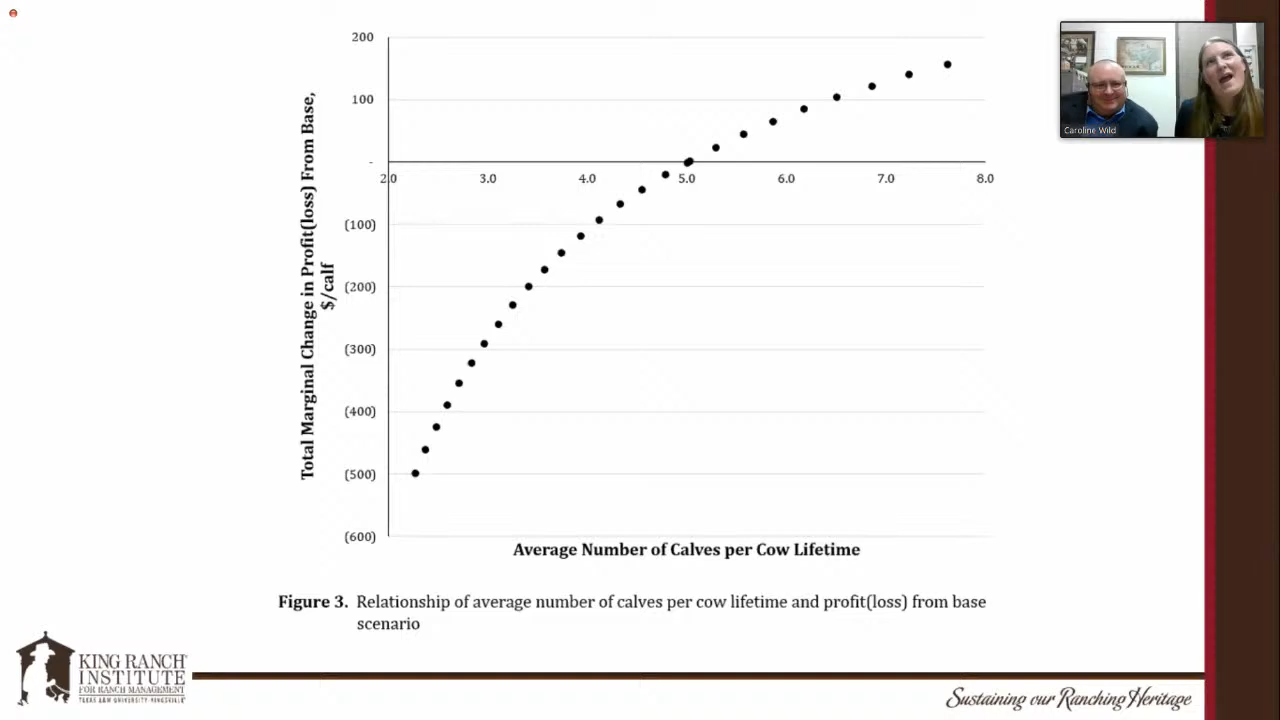 200
100
-
2.0
3.0
4.0
5.0
6.0
7.0
8.0
(100)
(200)
(300)
(400)
(500)
(600)
Total Marginal Change in Profit(loss) From Base,
$/calf
Average Number of Calves per Cow Lifetime
Figure 3. Relationship of average number of calves per cow lifetime and profit(loss) from base
scenario
Caroline Wild
KING RANCH
INSTITUTE
FOR RANCH MANAGEMENT
TEXAS A&M UNIVERSITY-KINGSVILLE
Sustaining our Ranching Heritage